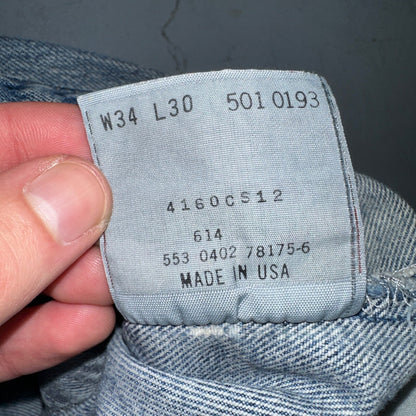 W34 L30 501 0193
4160CS12
614
553 0402 78175-6
MADE IN USA